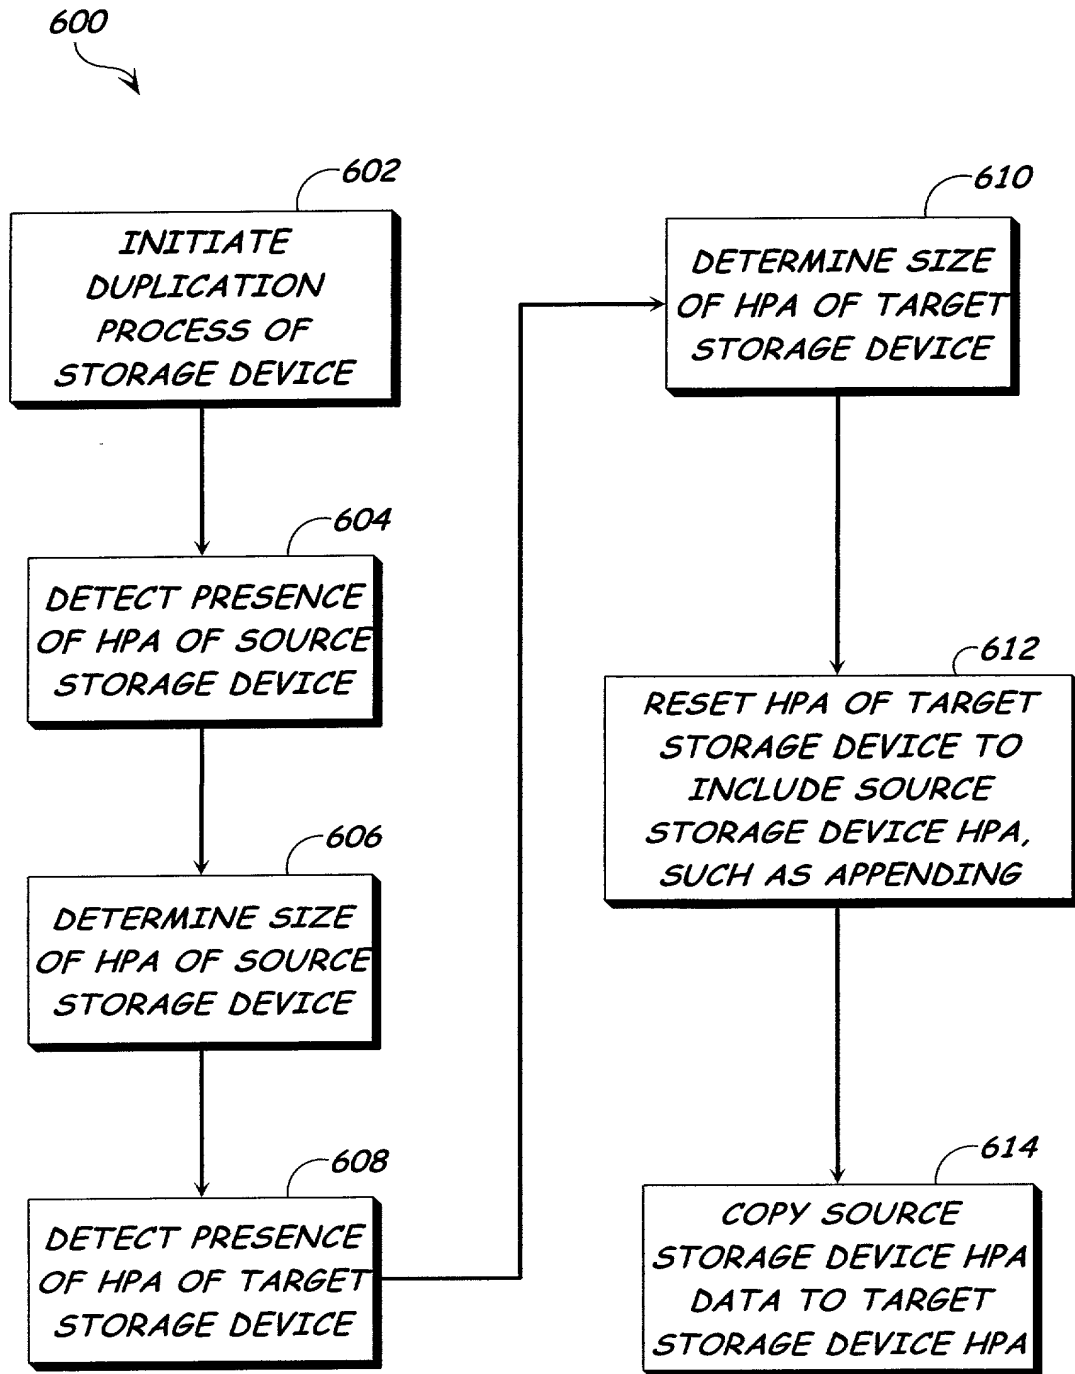 600
602
INITIATE
DUPLICATION
PROCESS OF
STORAGE DEVICE
604
DETECT PRESENCE
OF HPA OF SOURCE
STORAGE DEVICE
606
DETERMINE SIZE
OF HPA OF SOURCE
STORAGE DEVICE
608
DETECT PRESENCE
OF HPA OF TARGET
STORAGE DEVICE
610
DETERMINE SIZE
OF HPA OF TARGET
STORAGE DEVICE
612
RESET HPA OF TARGET
STORAGE DEVICE TO
INCLUDE SOURCE
STORAGE DEVICE HPA,
SUCH AS APPENDING
614
COPY SOURCE
STORAGE DEVICE HPA
DATA TO TARGET
STORAGE DEVICE HPA